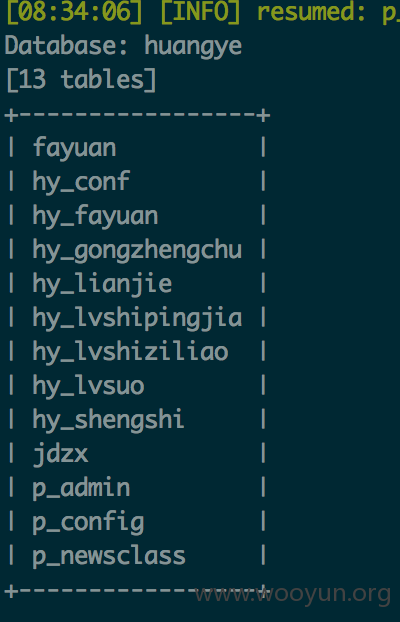 [08:34:06] [INFO] resumed: p_
Database: huangye
[13 tables]
+------------------+
| fayuan           |
| hy_conf          |
| hy_fayuan        |
| hy_gongzhengchu  |
| hy_lianjie       |
| hy_lvshipingjia  |
| hy_lvshiziliao   |
| hy_lvsuo         |
| hy_shengshi      |
| jdzx             |
| p_admin          |
| p_config         |
| p_newsclass      |
+------------------+
www.wooyun.org